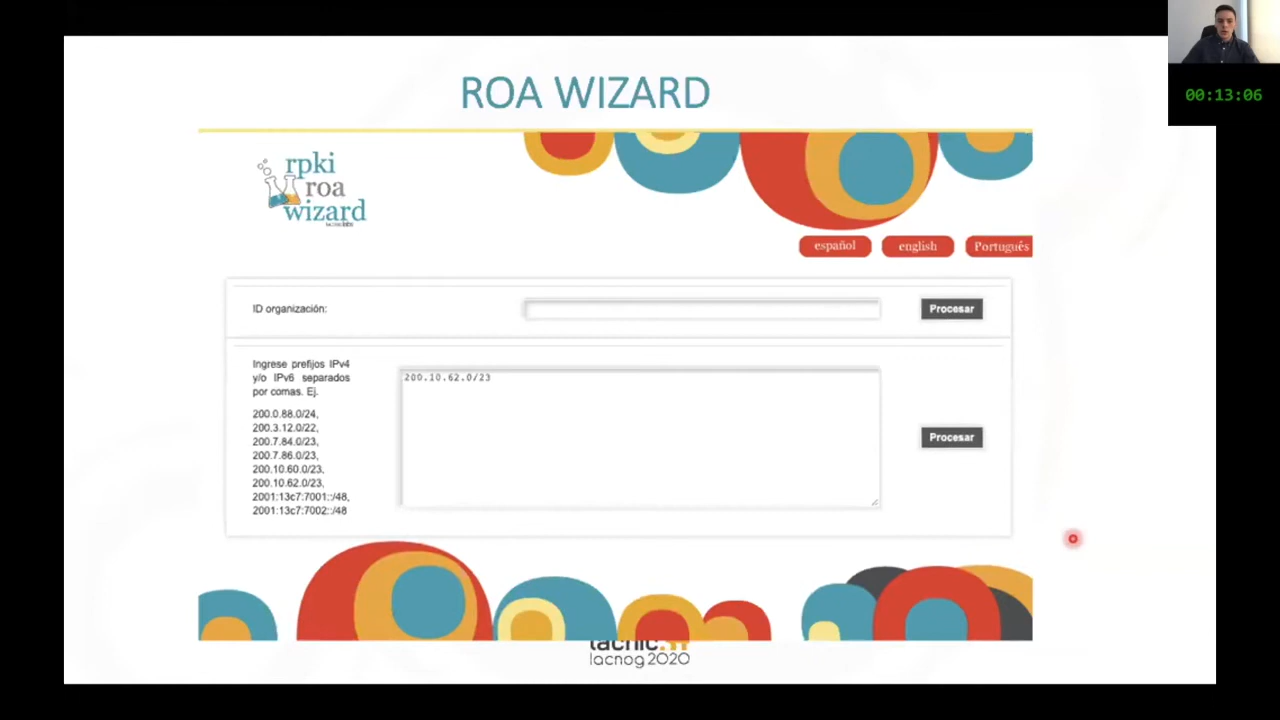 ROA WIZARD
00:13:06
rpki
roa
wizard
español
english
Portugués
ID organización:
Procesar
Ingrese prefijos IPv4
y/o IPv6 separados
por comas. Ej.
200.0.88.0/24,
200.3.12.0/22,
200.7.84.0/23,
200.7.86.0/23,
200.10.60.0/23,
200.10.62.0/23,
2001:13c7:7001::/48,
2001:13c7:7002::/48
200.10.62.0/23
Procesar
lacnog2020